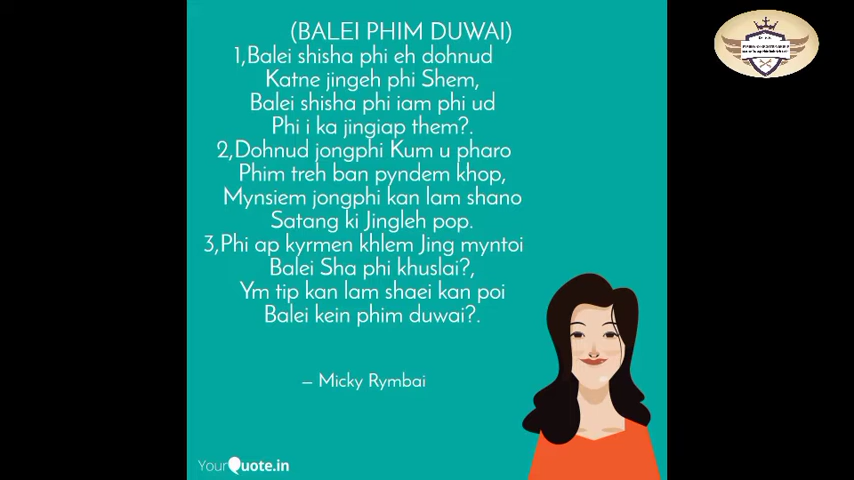 (BALEI PHIM DUWAI)
1,Balei shisha phi eh dohnud
Katne jingeh phi Shem,
Balei shisha phi iam phi ud
Phi i ka jingiap them?.
2,Dohnud jongphi Kum u pharo
Phim treh ban pyndem khop,
Mynsiem jongphi kan lam shano
Satang ki Jingleh pop.
3,Phi ap kyrmen khlem Jing myntoi
Balei Sha phi khuslai?,
Ym tip kan lam shaei kan poi
Balei kein phim duwai?.
— Micky Rymbai
YourQuote.in